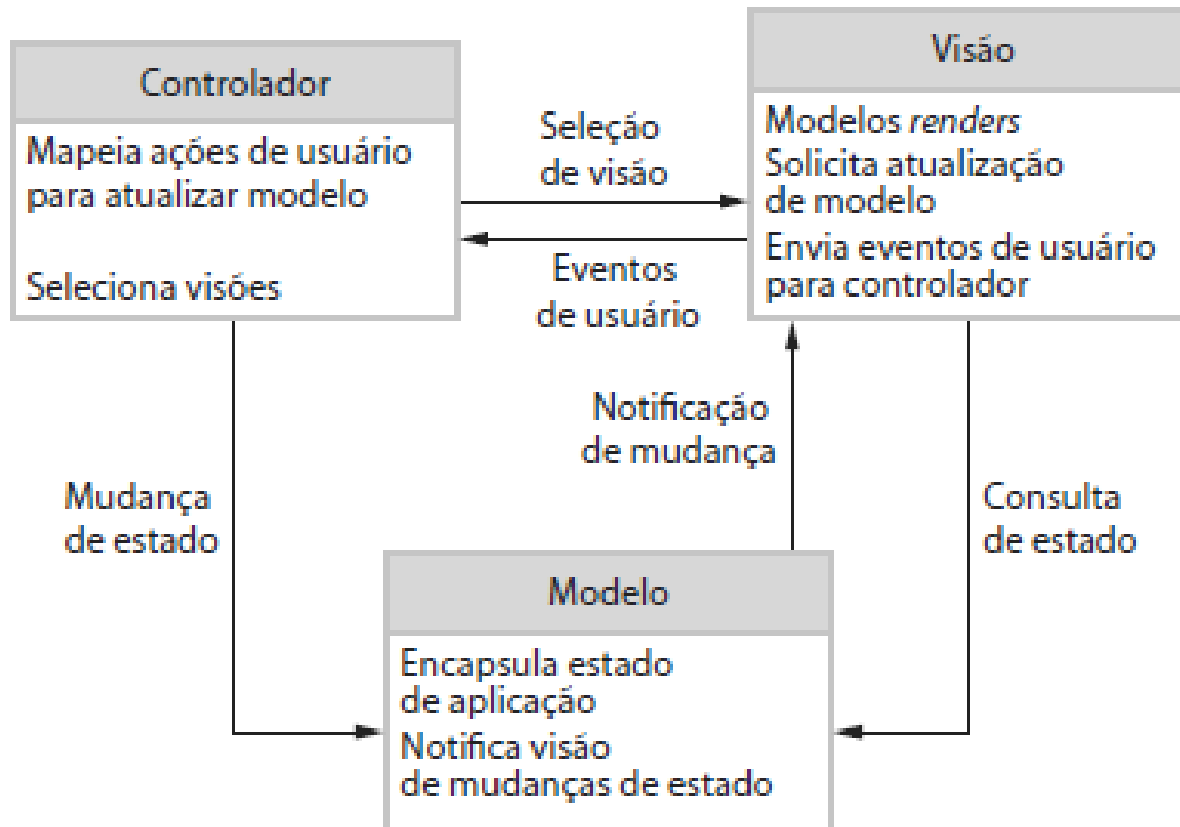 Controlador
Mapeia ações de usuário
para atualizar modelo
Seleciona visões
Seleção
de visão
Eventos
de usuário
Visão
Modelos renders
Solicita atualização
de modelo
Envia eventos de usuário
para controlador
Mudança
de estado
Notificação
de mudança
Consulta
de estado
Modelo
Encapsula estado
de aplicação
Notifica visão
de mudanças de estado